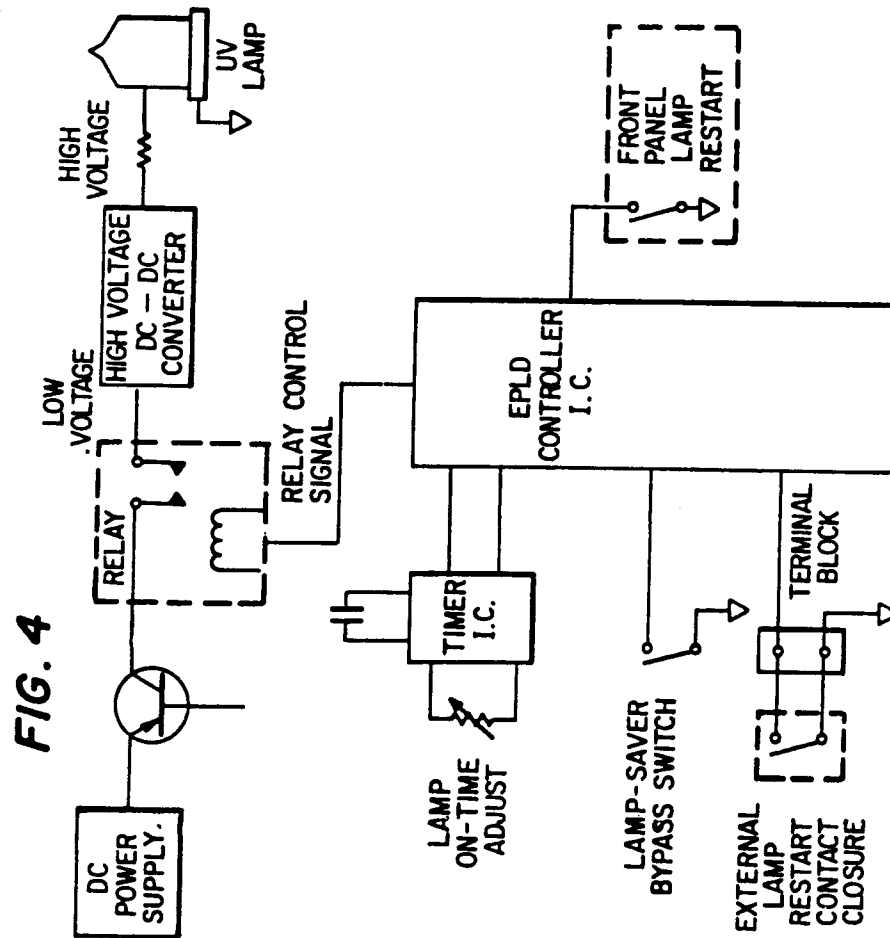 FIG. 4
DC
POWER
SUPPLY.
RELAY
LOW
VOLTAGE
HIGH VOLTAGE
DC — DC
CONVERTER
HIGH
VOLTAGE
UV
LAMP
RELAY CONTROL
SIGNAL
LAMP
ON-TIME
ADJUST
TIMER
I.C.
EPLD
CONTROLLER
I.C.
FRONT
PANEL
LAMP
RESTART
LAMP-SAVER
BYPASS SWITCH
EXTERNAL
LAMP
RESTART
CONTACT
CLOSURE
TERMINAL
BLOCK